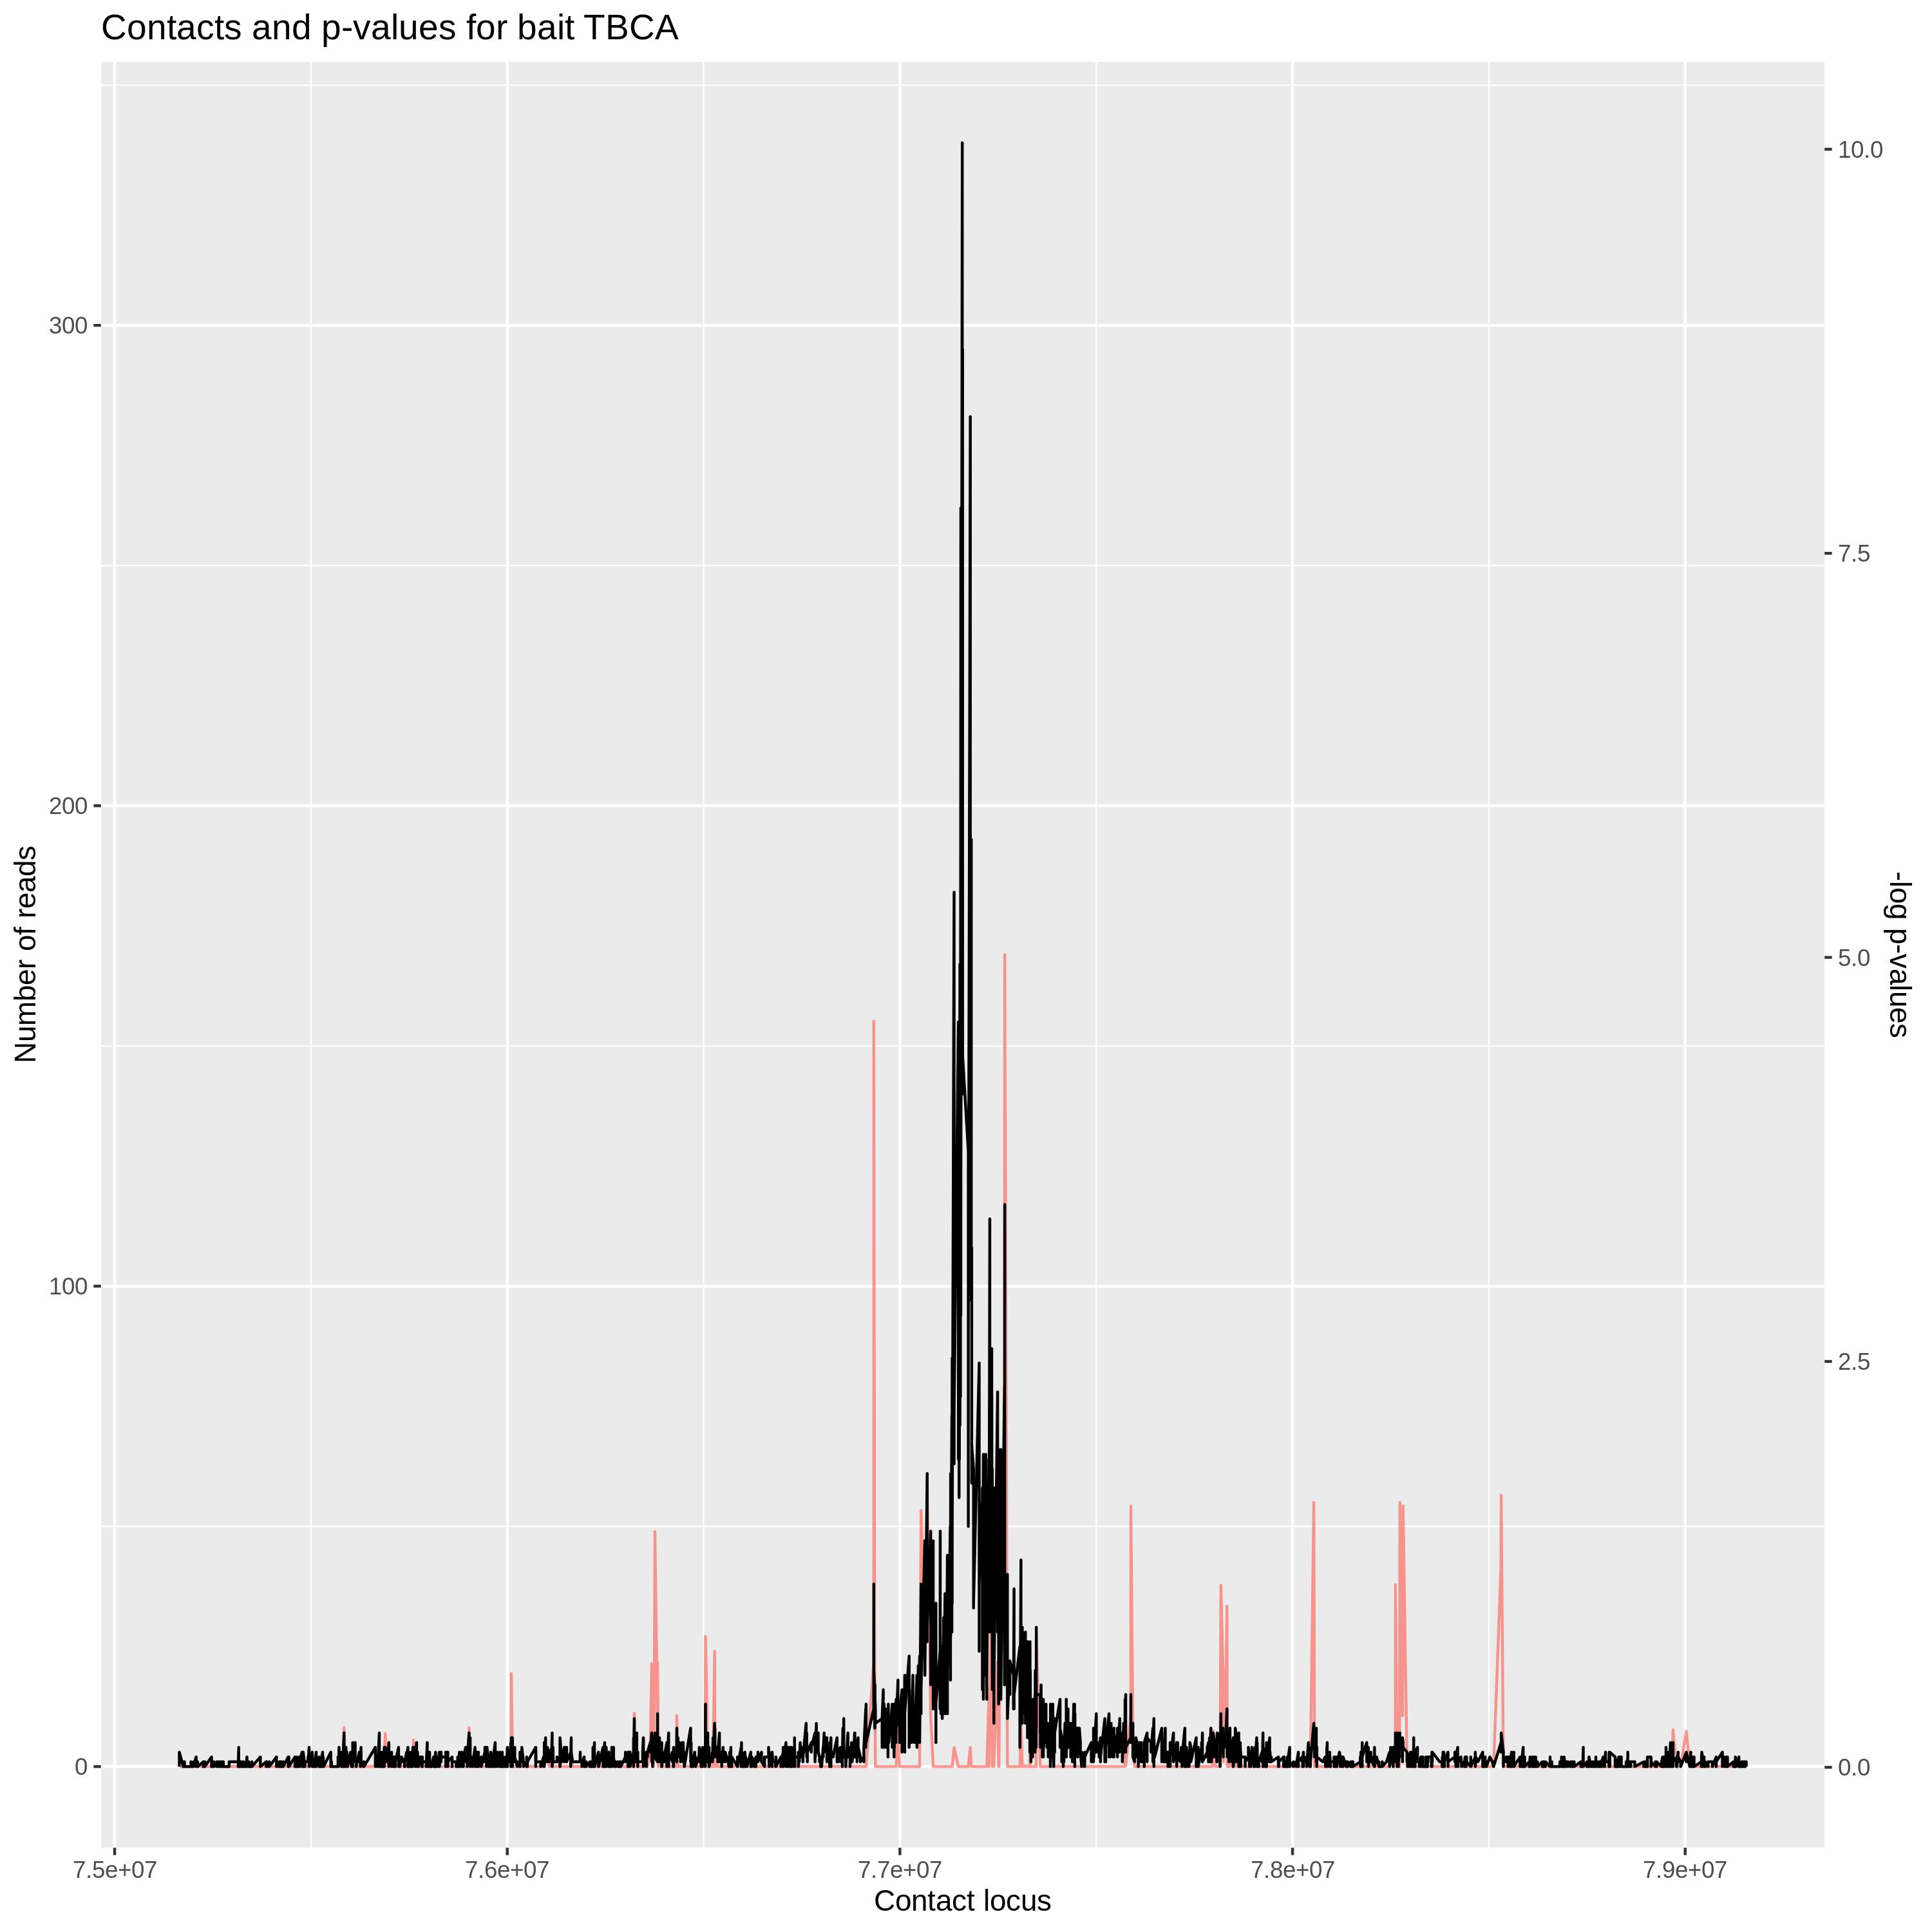 Contacts and p-values for bait TBCA
Number of reads
300
200
100
0
10.0
7.5
5.0
2.5
0.0
-log p-values
7.5e+07
7.6e+07
7.7e+07
7.8e+07
7.9e+07
Contact locus